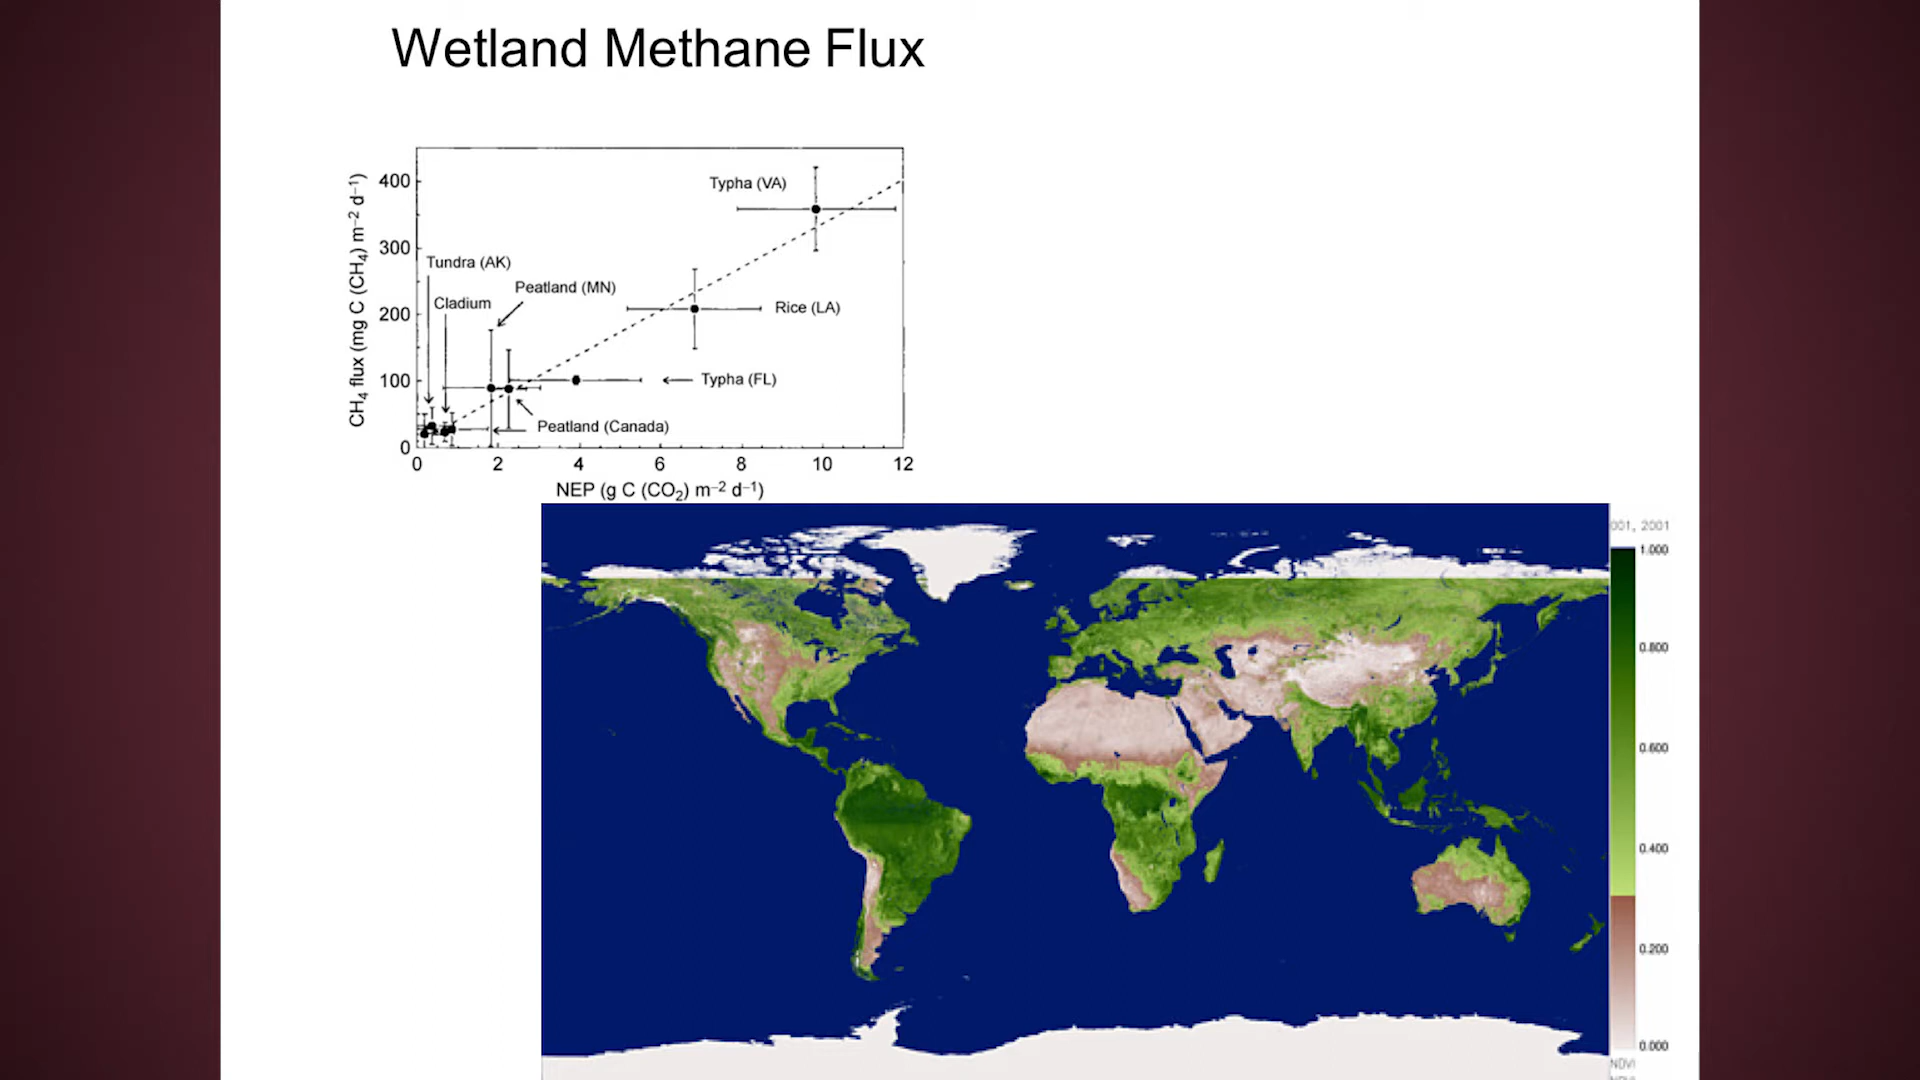 Wetland Methane Flux
CH₄ flux (mg C (CH₄) m⁻² d⁻¹)
400
300
200
100
0
Typha (VA)
Tundra (AK)
Peatland (MN)
Cladium
Rice (LA)
Typha (FL)
Peatland (Canada)
0 2 4 6 8 10 12
NEP (g C (CO₂) m⁻² d⁻¹)
001, 2001
1.000
0.800
0.600
0.400
0.200
0.000
NDVI